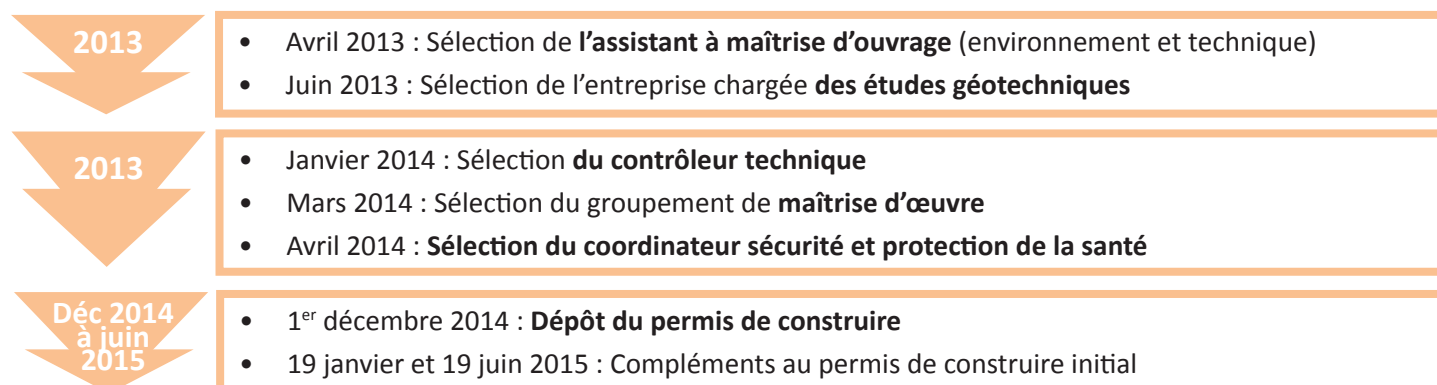 2013
• Avril 2013 : Sélection de l’assistant à maîtrise d’ouvrage (environnement et technique)
• Juin 2013 : Sélection de l’entreprise chargée des études géotechniques
2013
• Janvier 2014 : Sélection du contrôleur technique
• Mars 2014 : Sélection du groupement de maîtrise d’œuvre
• Avril 2014 : Sélection du coordinateur sécurité et protection de la santé
Déc 2014
à juin
2015
• 1er décembre 2014 : Dépôt du permis de construire
• 19 janvier et 19 juin 2015 : Compléments au permis de construire initial